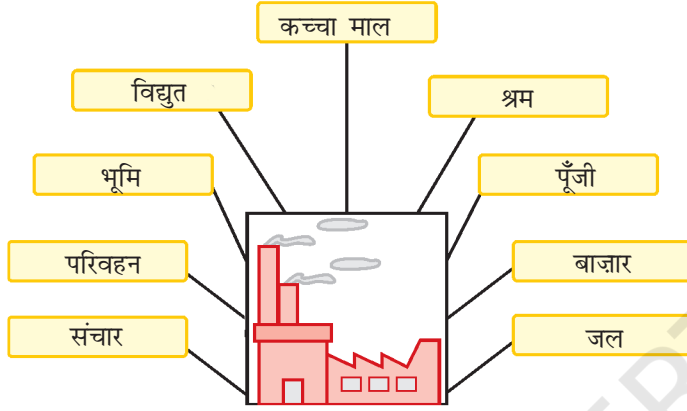 कच्चा माल
विद्युत
श्रम
भूमि
पूँजी
परिवहन
बाज़ार
संचार
जल